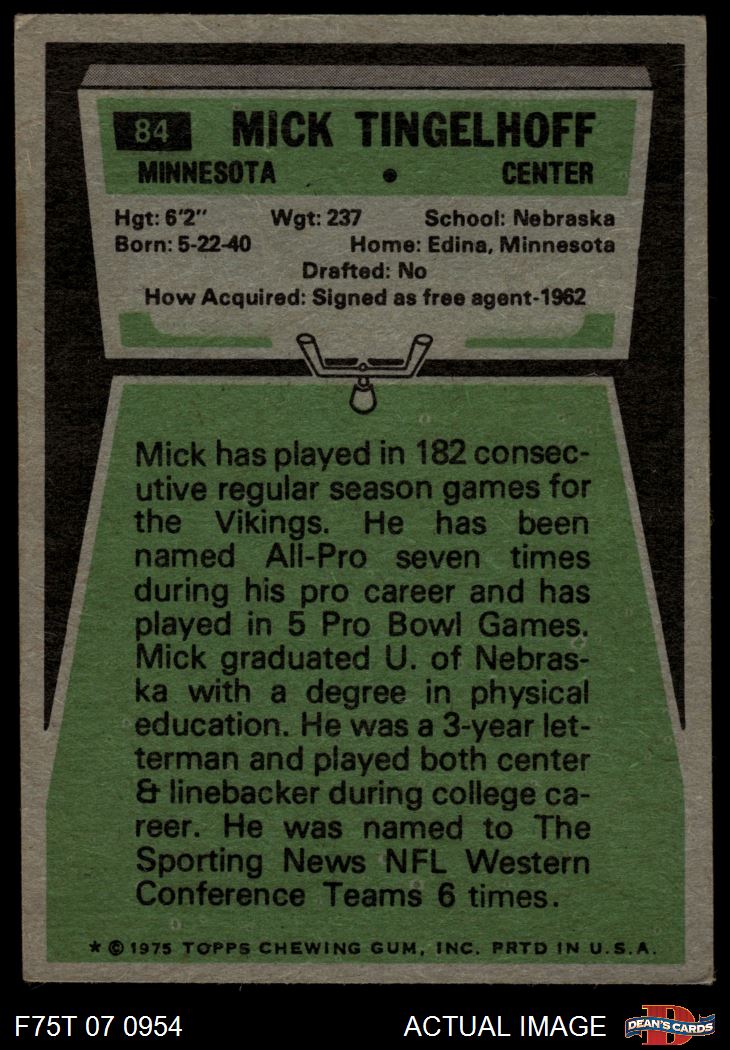 84 MICK TINGELHOFF
MINNESOTA • CENTER
Hgt: 6'2" Wgt: 237 School: Nebraska
Born: 5-22-40 Home: Edina, Minnesota
Drafted: No
How Acquired: Signed as free agent-1962
Mick has played in 182 consec-
utive regular season games for
the Vikings. He has been
named All-Pro seven times
during his pro career and has
played in 5 Pro Bowl Games.
Mick graduated U. of Nebras-
ka with a degree in physical
education. He was a 3-year let-
terman and played both center
& linebacker during college ca-
reer. He was named to The
Sporting News NFL Western
Conference Teams 6 times.
* © 1975 TOPPS CHEWING GUM, INC. PRTD IN U.S.A.
F75T 07 0954 ACTUAL IMAGE D DEAN'S CARDS